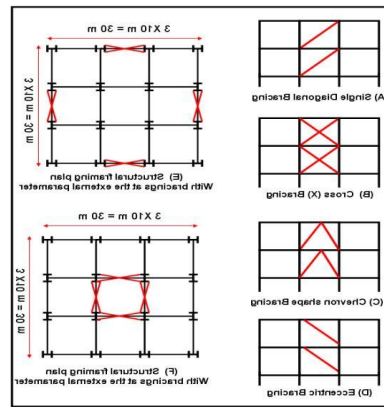 (A) Single Diagonal Bracing
(B) Cross (X) Bracing
(C) Chevron shape Bracing
(D) Eccentric Bracing
3 X 10 m = 30 m
3 X 10 m = 30 m
(E) Structural framing plan
With bracings at the external parameter
3 X 10 m = 30 m
3 X 10 m = 30 m
(F) Structural framing plan
With bracings at the external parameter